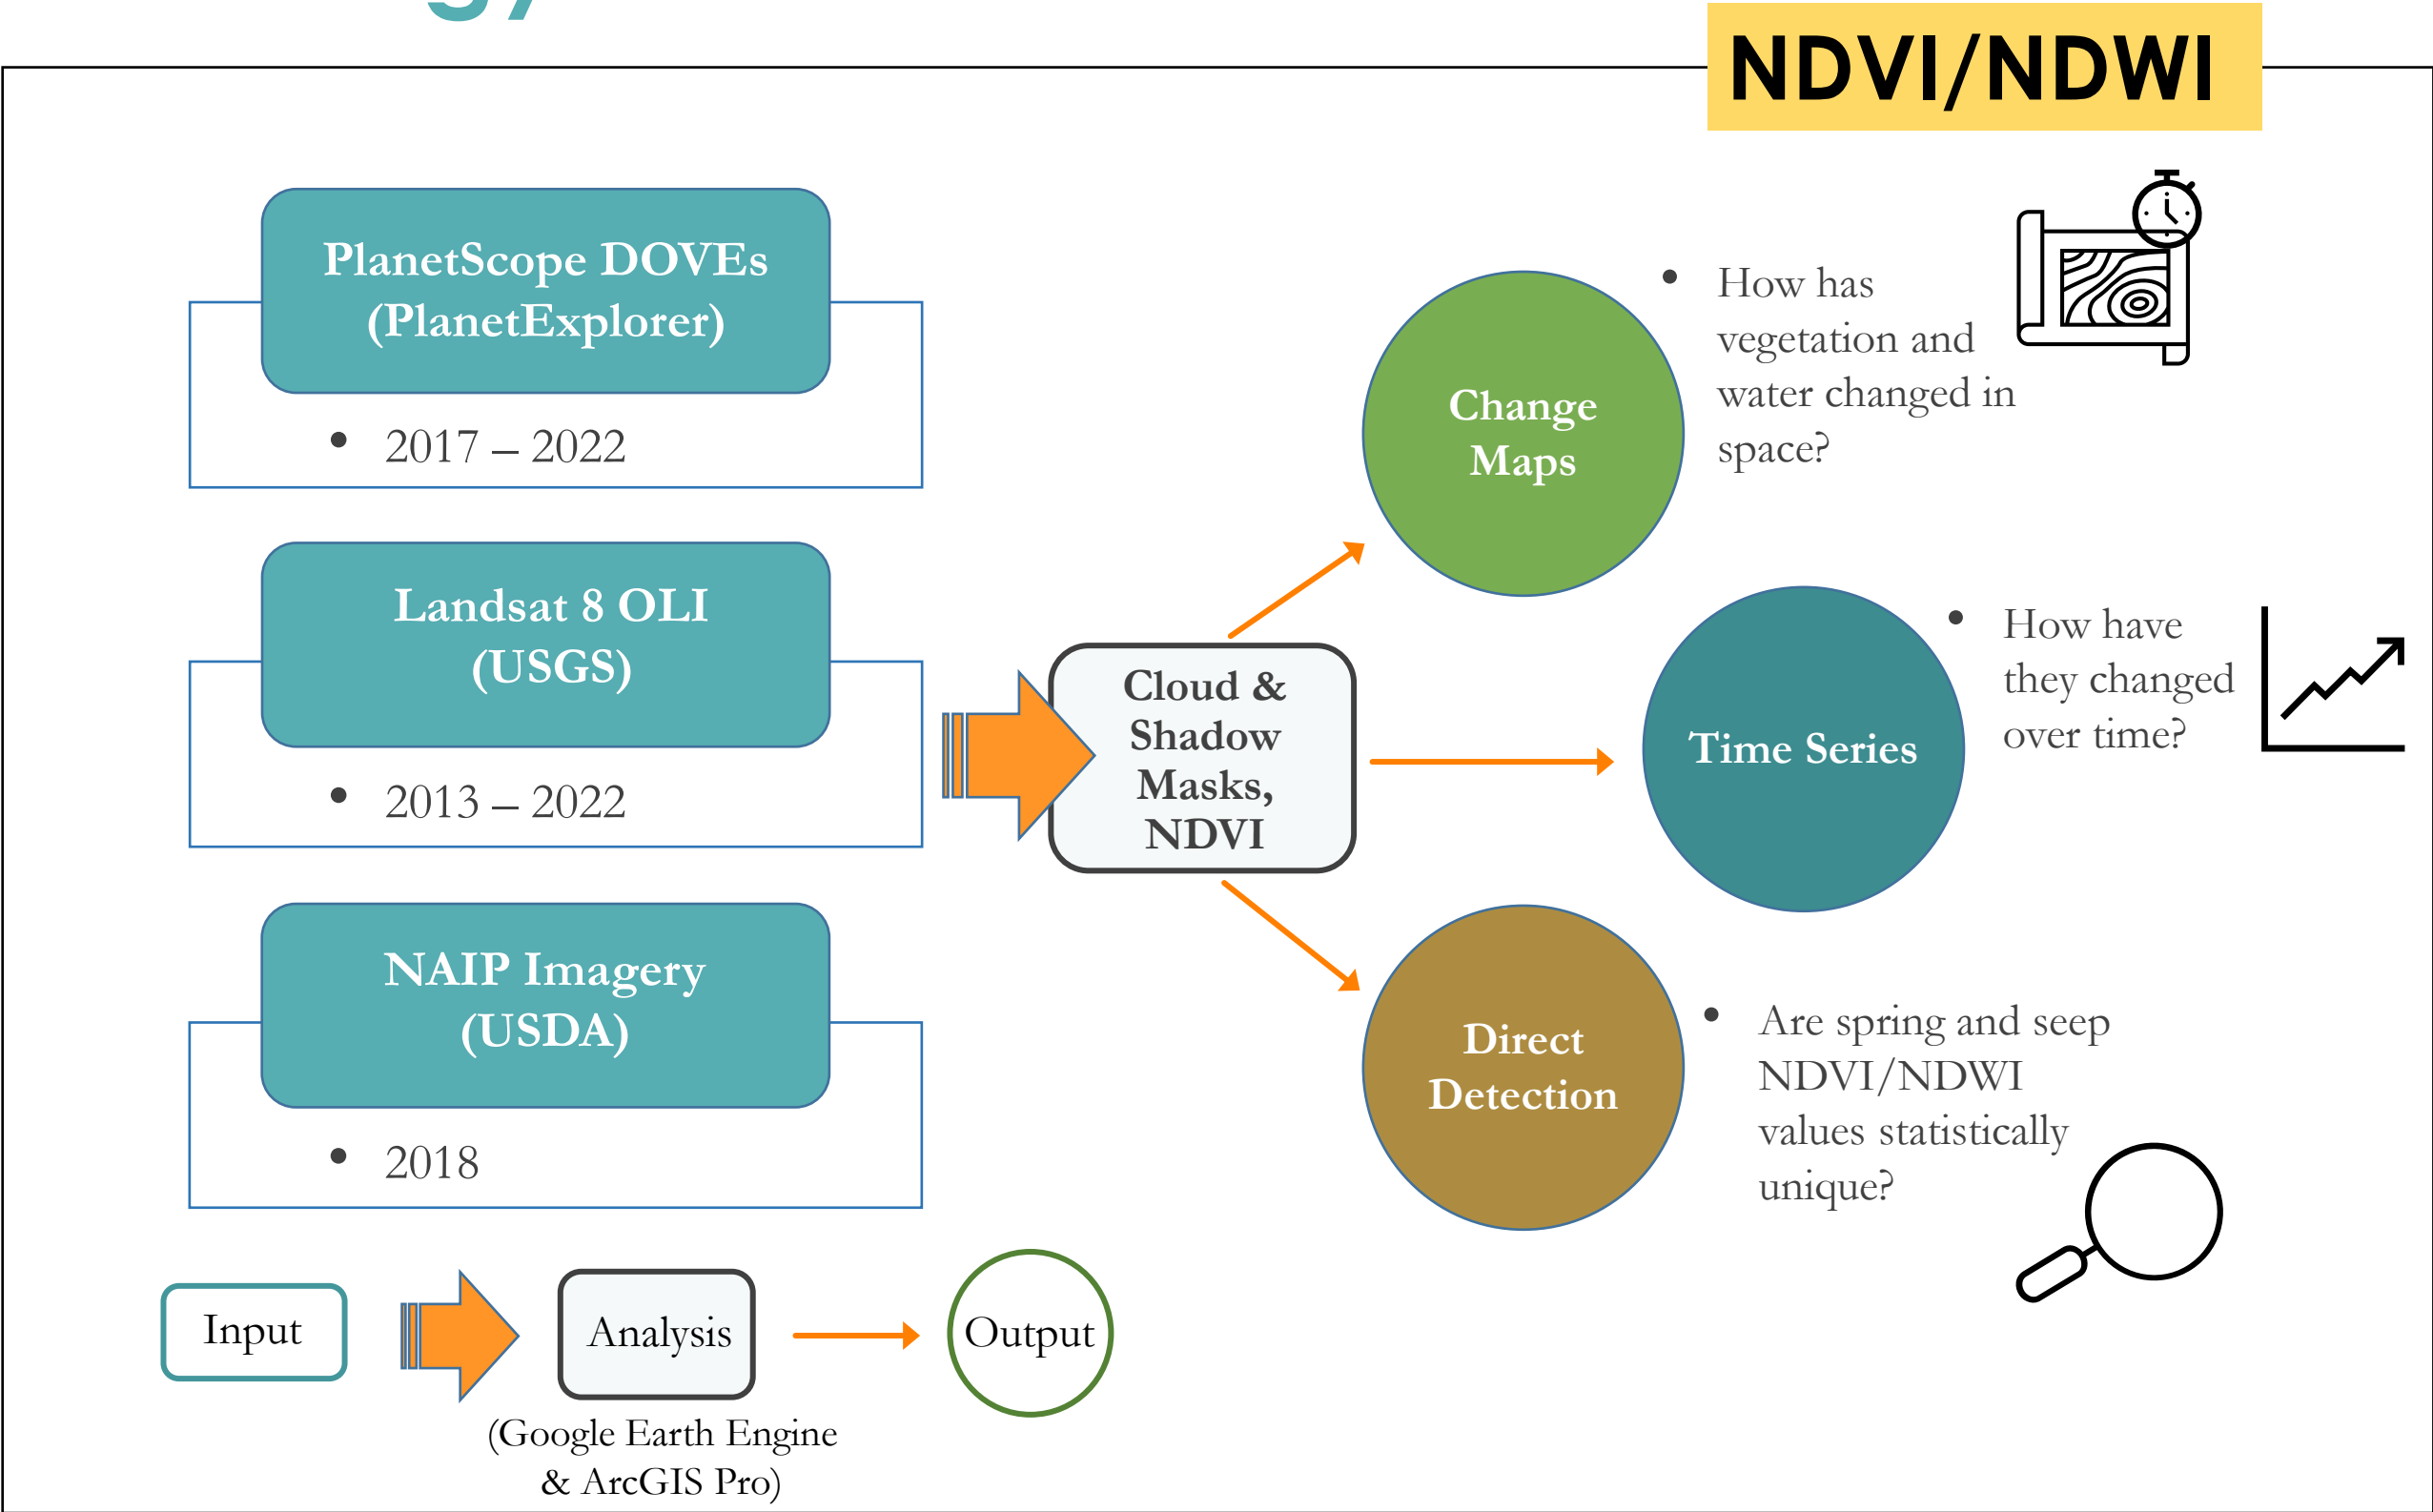 NDVI/NDWI
PlanetScope DOVEs
(PlanetExplorer)
• 2017 – 2022
Landsat 8 OLI
(USGS)
• 2013 – 2022
NAIP Imagery
(USDA)
• 2018
Cloud &
Shadow
Masks,
NDVI
Change
Maps
• How has
vegetation and
water changed in
space?
Time Series
• How have
they changed
over time?
Direct
Detection
• Are spring and seep
NDVI/NDWI
values statistically
unique?
Input
Analysis
(Google Earth Engine
& ArcGIS Pro)
Output